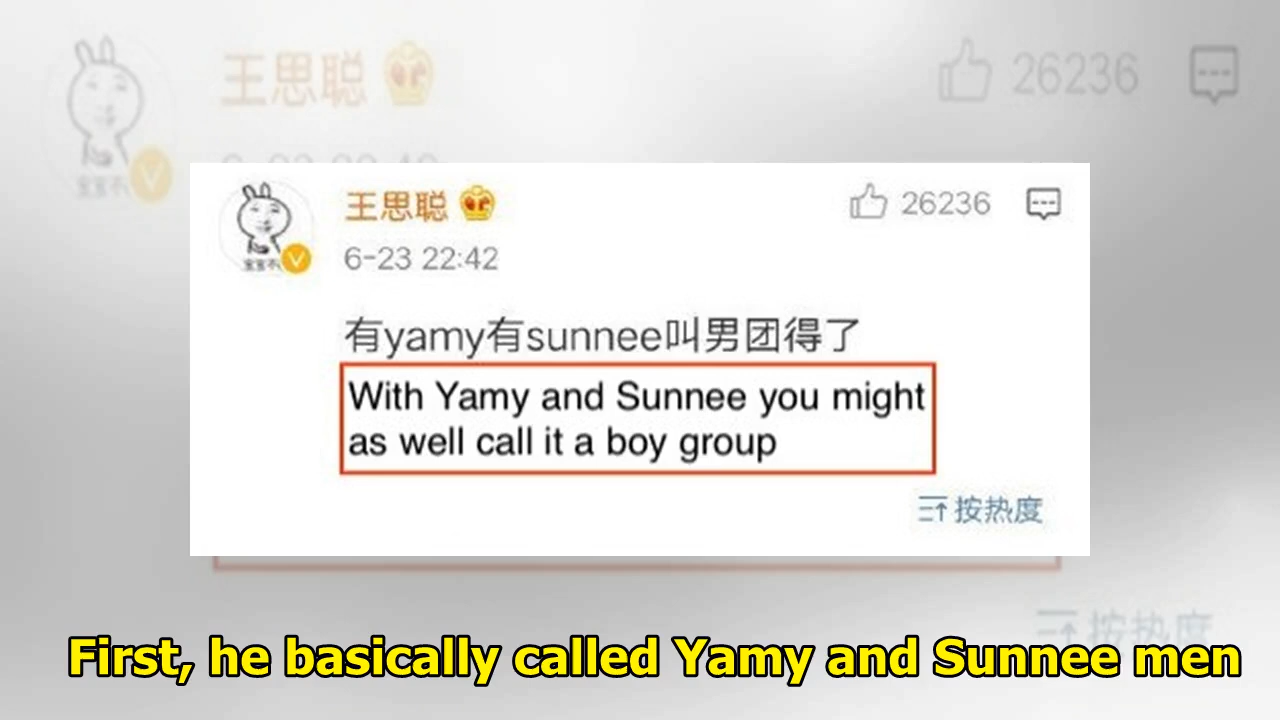 王思聪
26236
6-23 22:42
有yamy有sunnee叫男团得了
With Yamy and Sunnee you might
as well call it a boy group
按热度
First, he basically called Yamy and Sunnee men